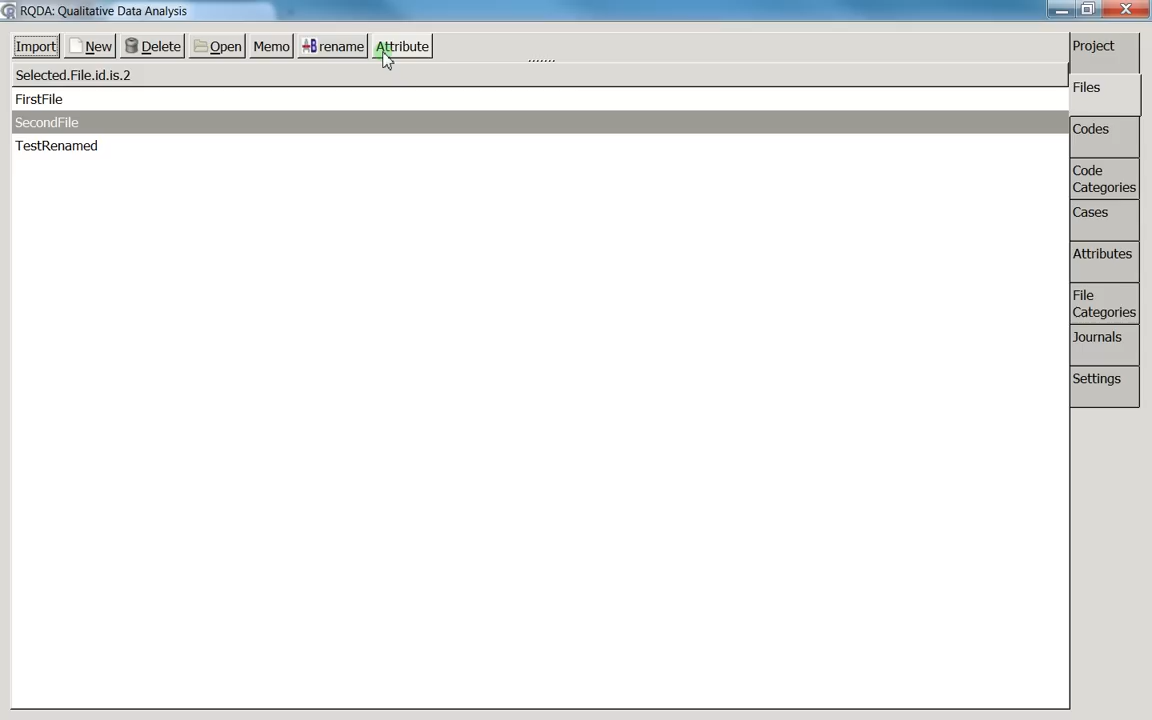 RQDA: Qualitative Data Analysis
Import New Delete Open Memo rename Attribute
Selected.File.id.is.2
FirstFile
SecondFile
TestRenamed
Project
Files
Codes
Code
Categories
Cases
Attributes
File
Categories
Journals
Settings